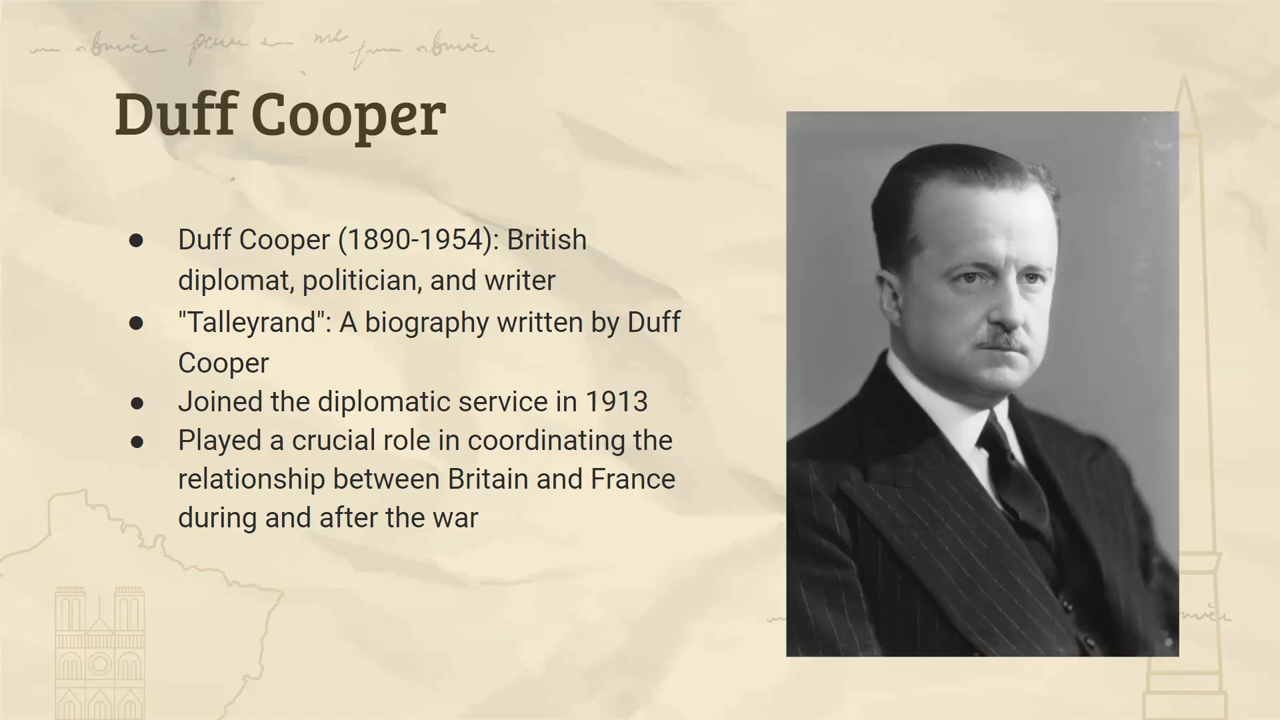 Duff Cooper
● Duff Cooper (1890-1954): British
diplomat, politician, and writer
● "Talleyrand": A biography written by Duff
Cooper
● Joined the diplomatic service in 1913
● Played a crucial role in coordinating the
relationship between Britain and France
during and after the war